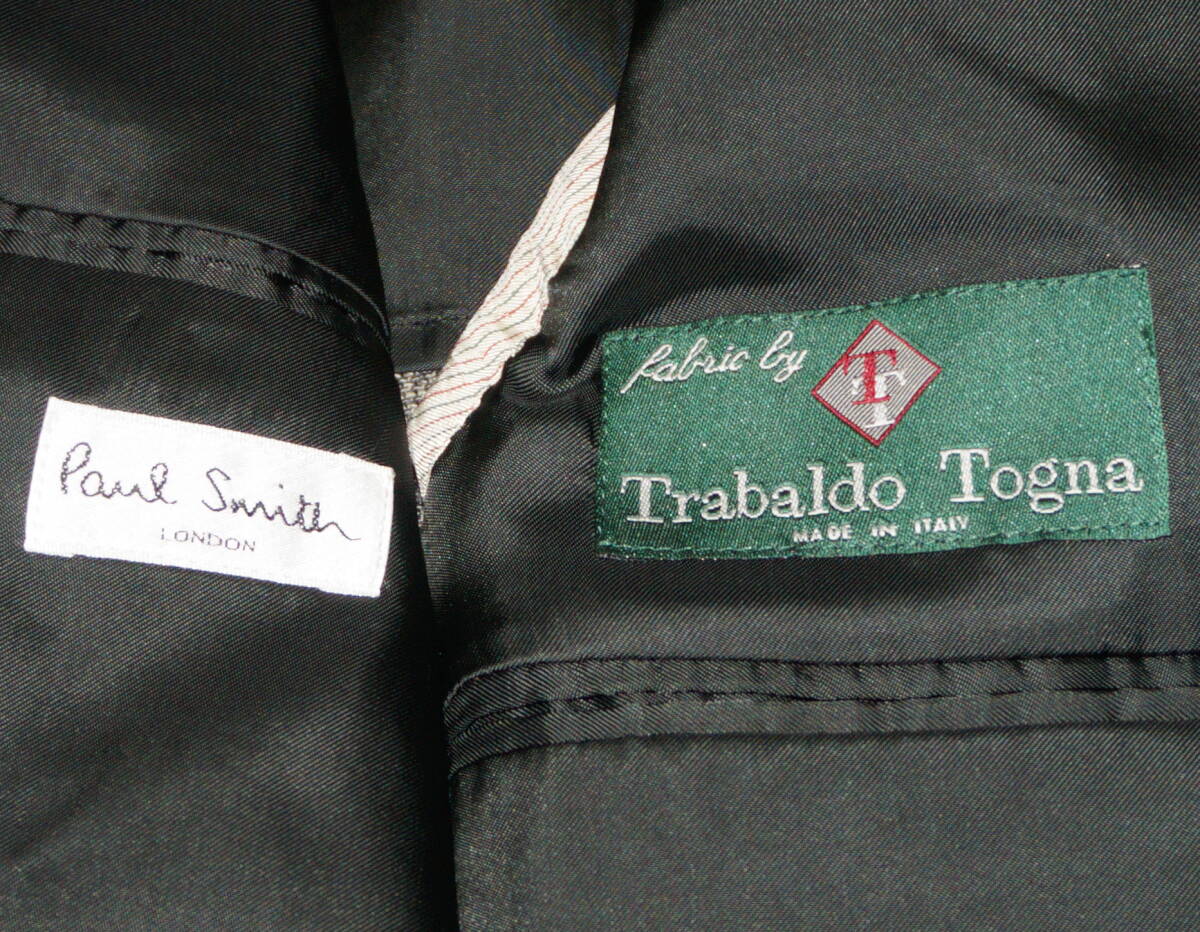 Paul Smith
LONDON
fabric by
TT
Trabaldo Togna
MADE IN ITALY